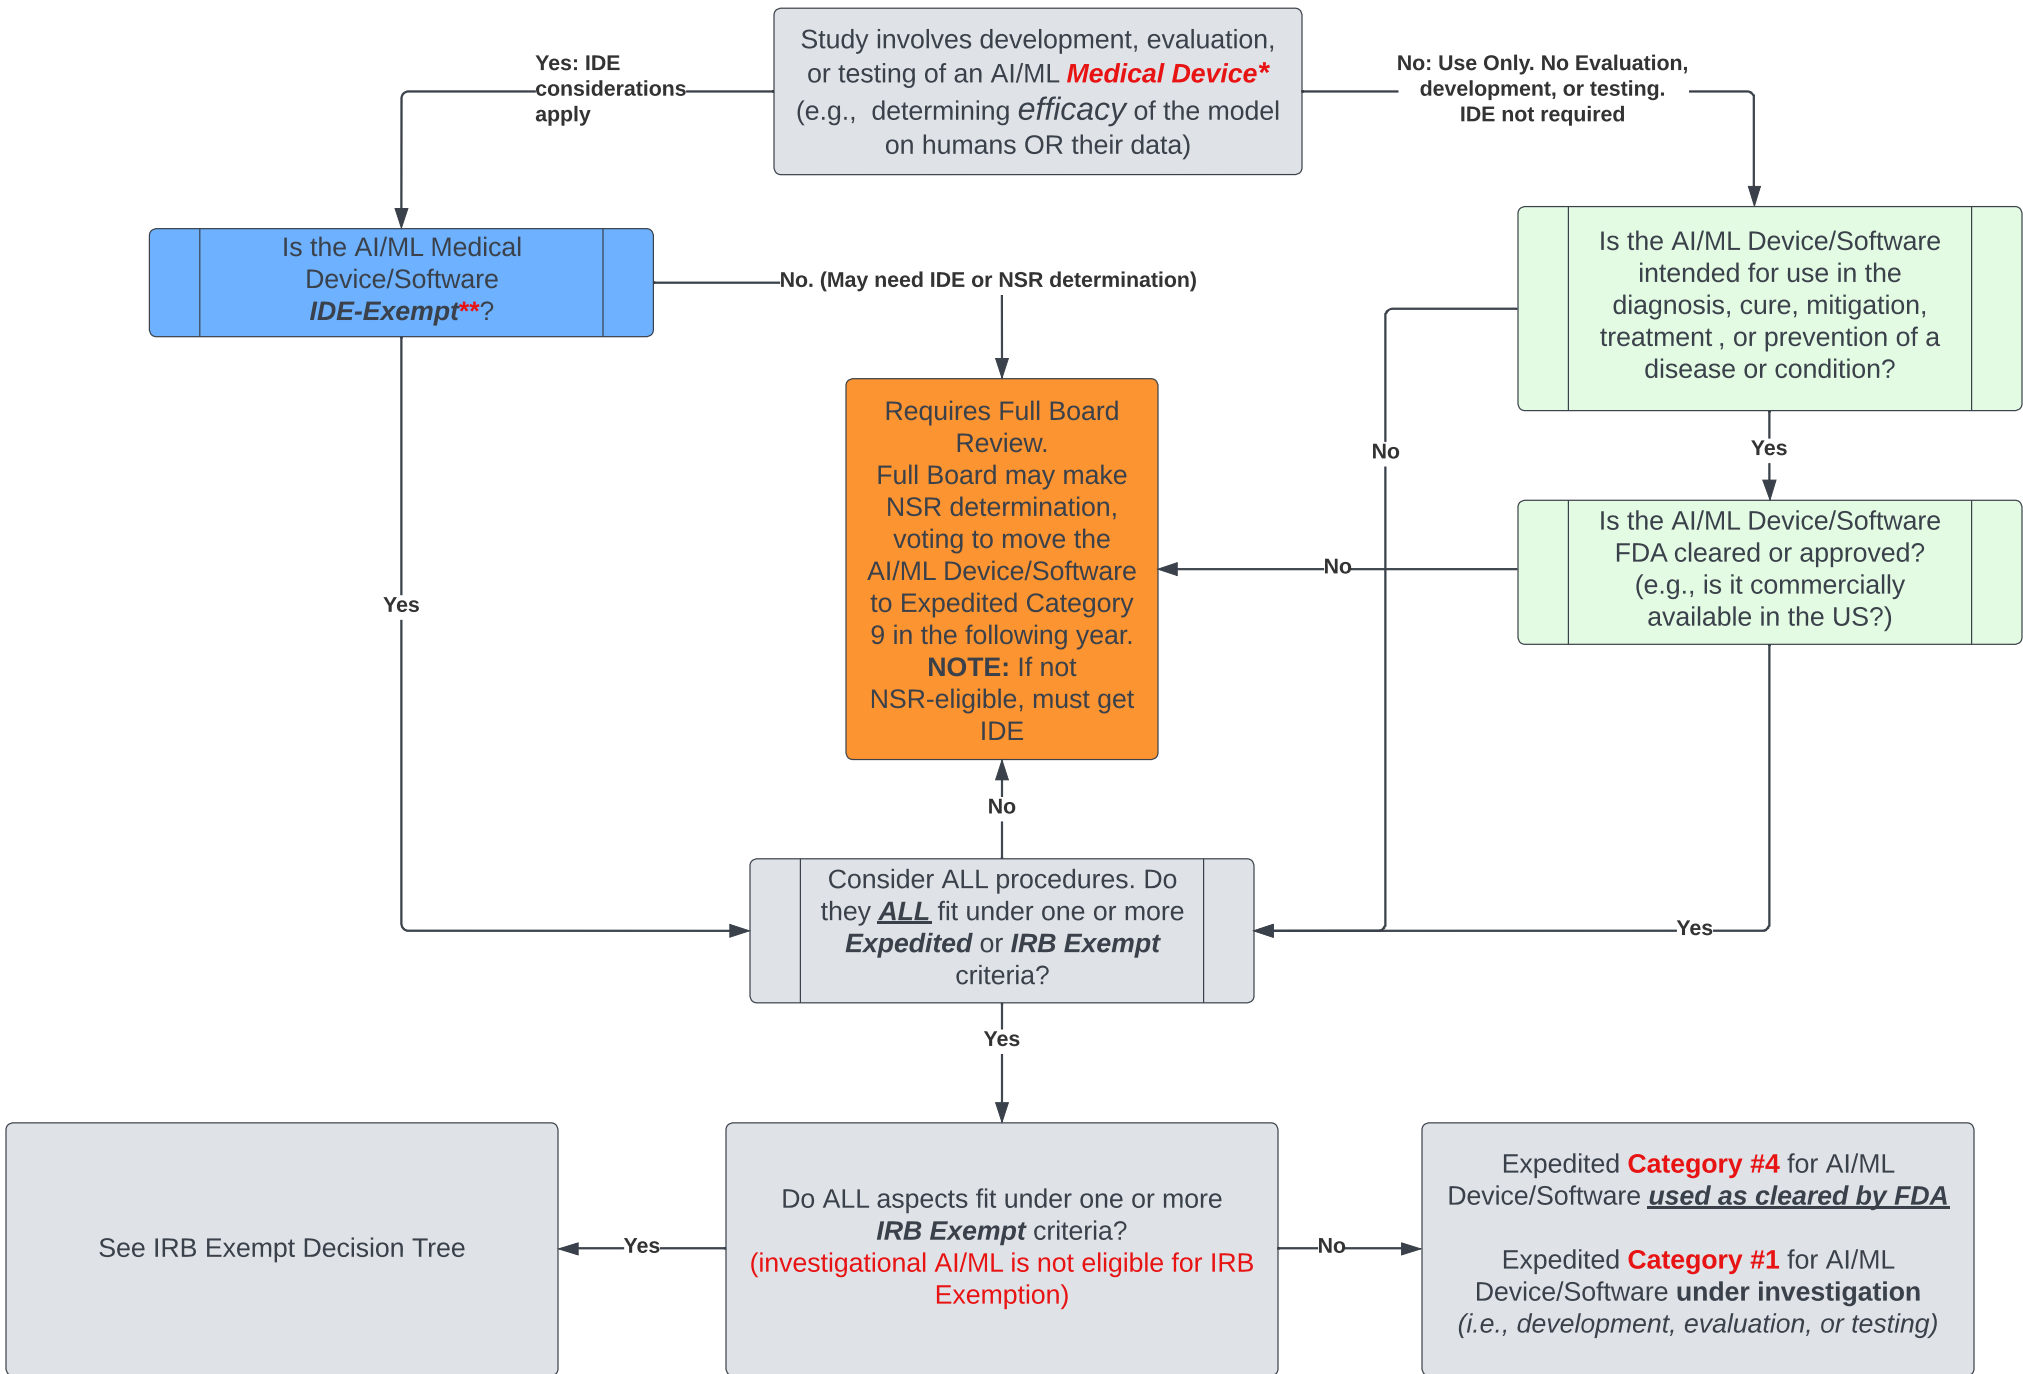 Study involves development, evaluation,
or testing of an AI/ML Medical Device*
(e.g.,  determining efficacy of the model
on humans OR their data)
Yes: IDE
considerations
apply
No: Use Only. No Evaluation,
development, or testing.
IDE not required
Is the AI/ML Medical
Device/Software
IDE-Exempt**?
No. (May need IDE or NSR determination)
Is the AI/ML Device/Software
intended for use in the
diagnosis, cure, mitigation,
treatment , or prevention of a
disease or condition?
Requires Full Board
Review.
Full Board may make
NSR determination,
voting to move the
AI/ML Device/Software
to Expedited Category
9 in the following year.
NOTE: If not
NSR-eligible, must get
IDE
No
Yes
Is the AI/ML Device/Software
FDA cleared or approved?
(e.g., is it commercially
available in the US?)
No
Yes
No
Consider ALL procedures. Do
they ALL fit under one or more
Expedited or IRB Exempt
criteria?
Yes
Yes
See IRB Exempt Decision Tree
Yes
Do ALL aspects fit under one or more
IRB Exempt criteria?
(investigational AI/ML is not eligible for IRB
Exemption)
No
Expedited Category #4 for AI/ML
Device/Software used as cleared by FDA
Expedited Category #1 for AI/ML
Device/Software under investigation
(i.e., development, evaluation, or testing)